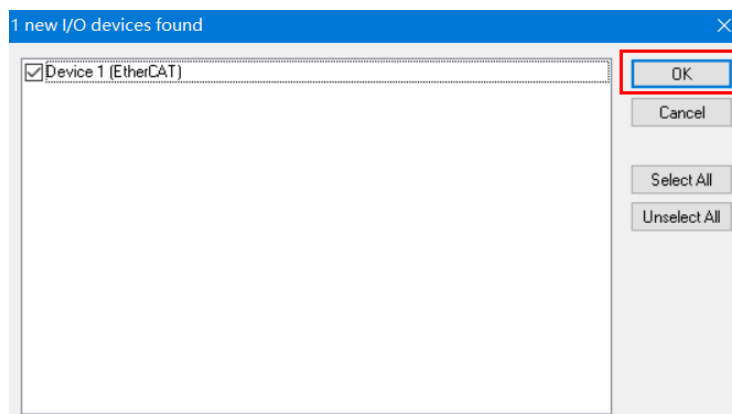 1 new I/O devices found
Device 1 (EtherCAT)
OK
Cancel
Select All
Unselect All